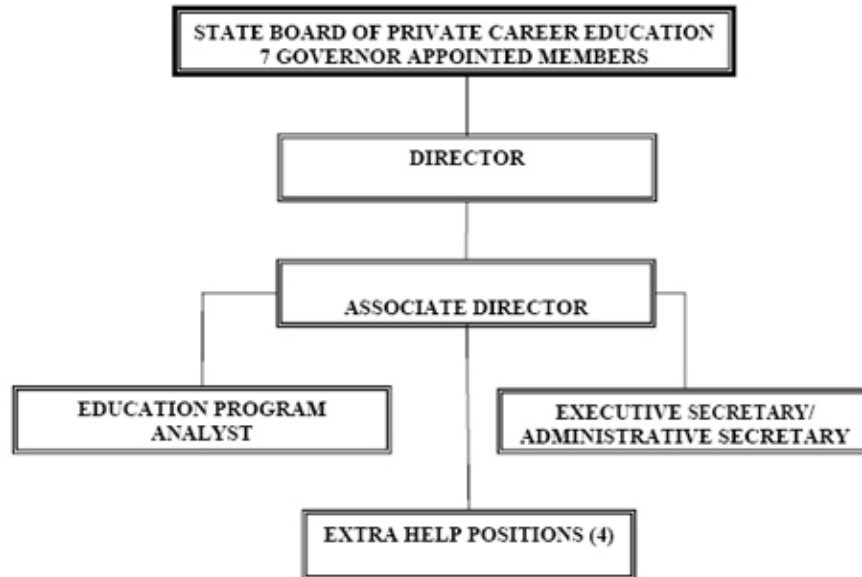 STATE BOARD OF PRIVATE CAREER EDUCATION
7 GOVERNOR APPOINTED MEMBERS
DIRECTOR
ASSOCIATE DIRECTOR
EDUCATION PROGRAM
ANALYST
EXECUTIVE SECRETARY/
ADMINISTRATIVE SECRETARY
EXTRA HELP POSITIONS (4)